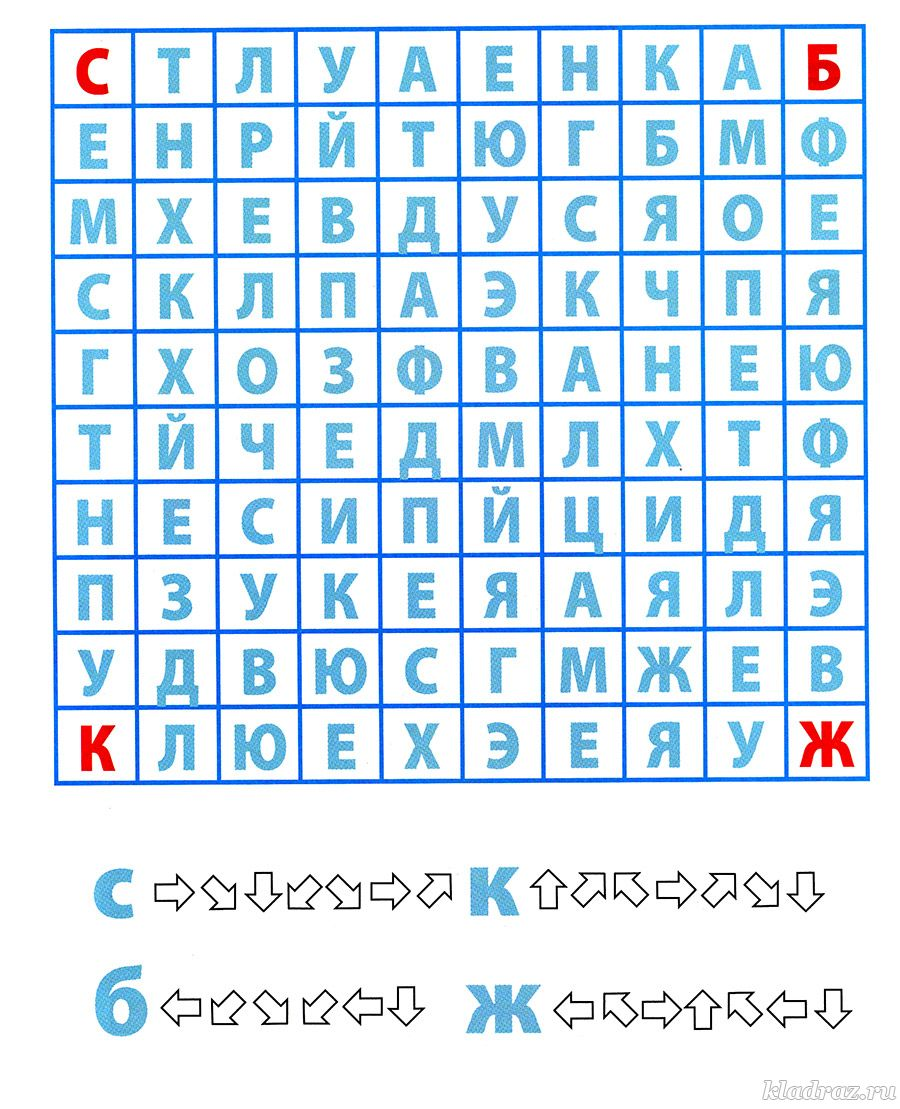 С Т Л У А Е Н К А Б
Е Н Р Й Т Ю Г Б М Ф
М Х Е В Д У С Я О Е
С К Л П А Э К Ч П Я
Г Х О З Ф В А Н Е Ю
Т Й Ч Е Д М Л Х Т Ф
Н Е С И П Й Ц И Д Я
П З У К Е Я А Я Л Э
У Д В Ю С Г М Ж Е В
К Л Ю Е Х Э Е Я У Ж
с к
б ж
kladraz.ru